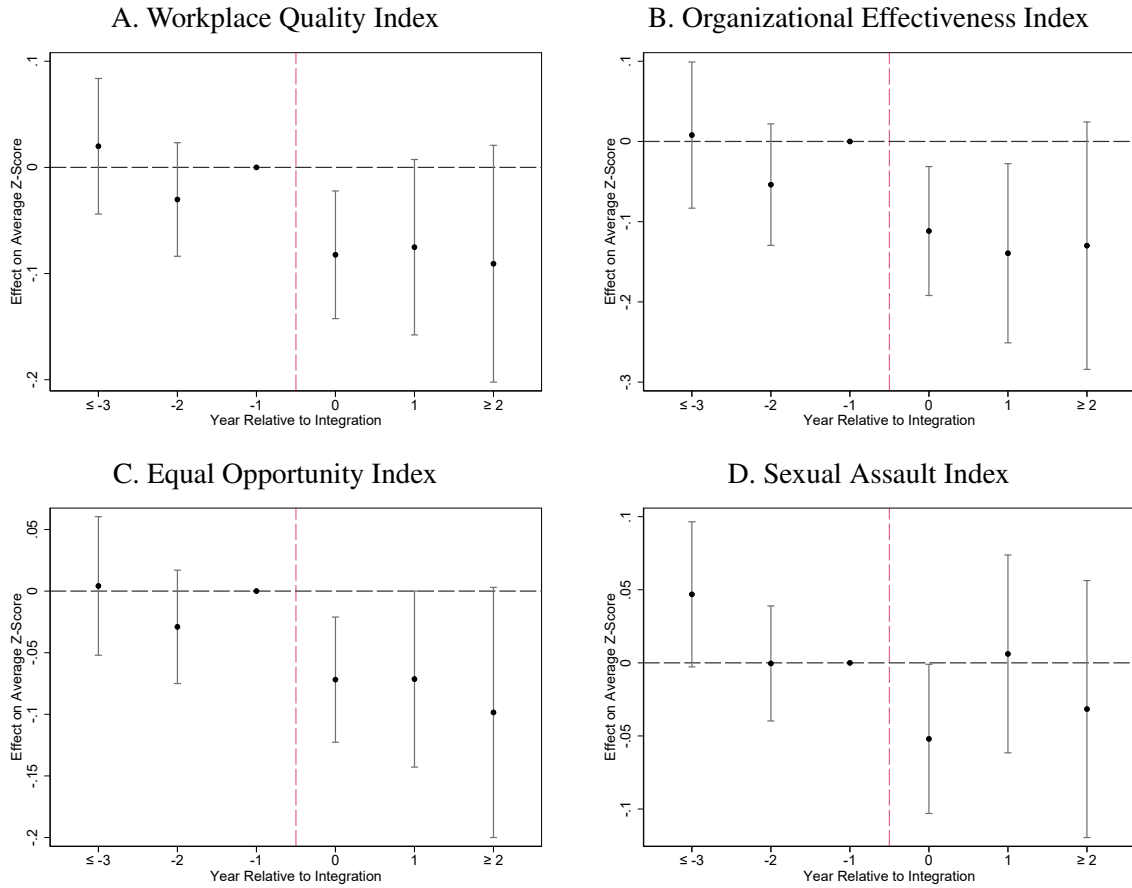 A. Workplace Quality Index
Effect on Average Z-Score
.1
0
-.1
-.2
≤ -3 -2 -1 0 1 ≥ 2
Year Relative to Integration
B. Organizational Effectiveness Index
Effect on Average Z-Score
.1
0
-.1
-.2
-.3
≤ -3 -2 -1 0 1 ≥ 2
Year Relative to Integration
C. Equal Opportunity Index
Effect on Average Z-Score
.05
0
-.05
-.1
-.15
-.2
≤ -3 -2 -1 0 1 ≥ 2
Year Relative to Integration
D. Sexual Assault Index
Effect on Average Z-Score
.1
.05
0
-.05
-.1
≤ -3 -2 -1 0 1 ≥ 2
Year Relative to Integration